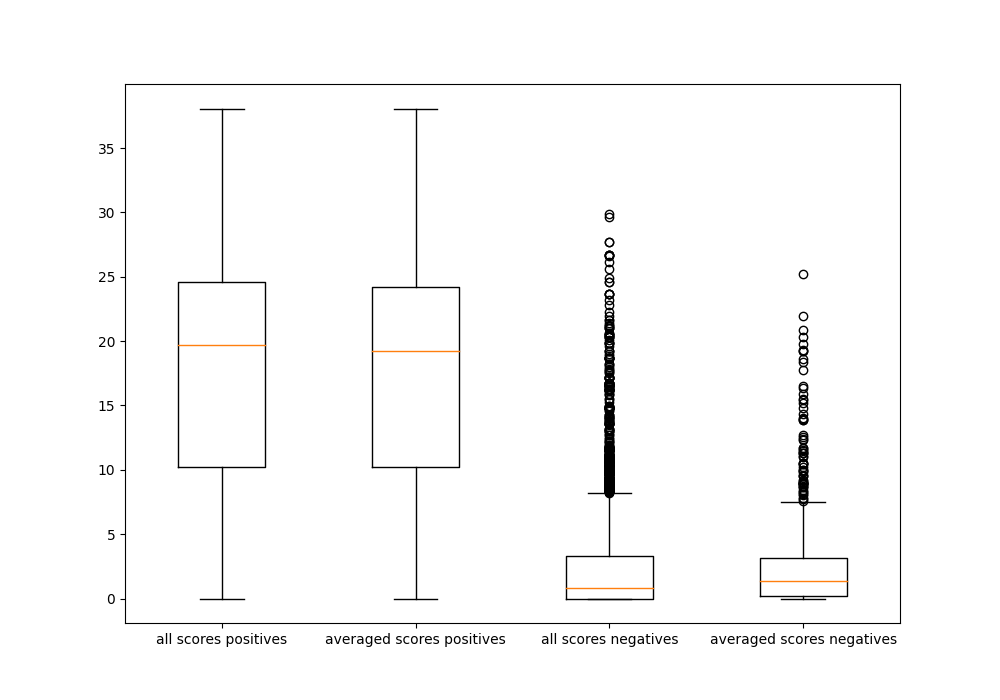 35
30
25
20
15
10
5
0
all scores positives
averaged scores positives
all scores negatives
averaged scores negatives